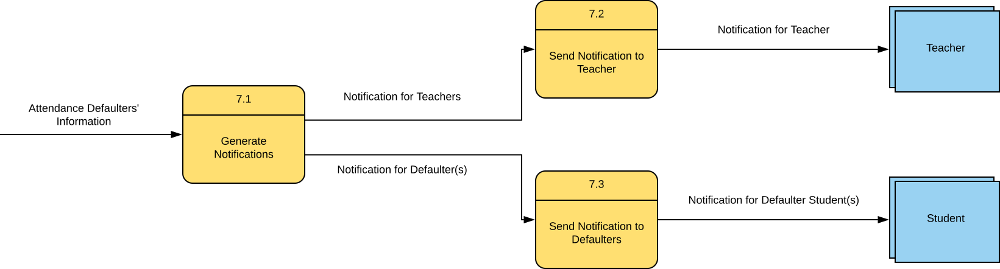 7.2
Notification for Teacher
Send Notification to
Teacher
Teacher
7.1
Attendance Defaulters'
Information
Generate
Notifications
Notification for Teachers
Notification for Defaulter(s)
7.3
Send Notification to
Defaulters
Notification for Defaulter Student(s)
Student